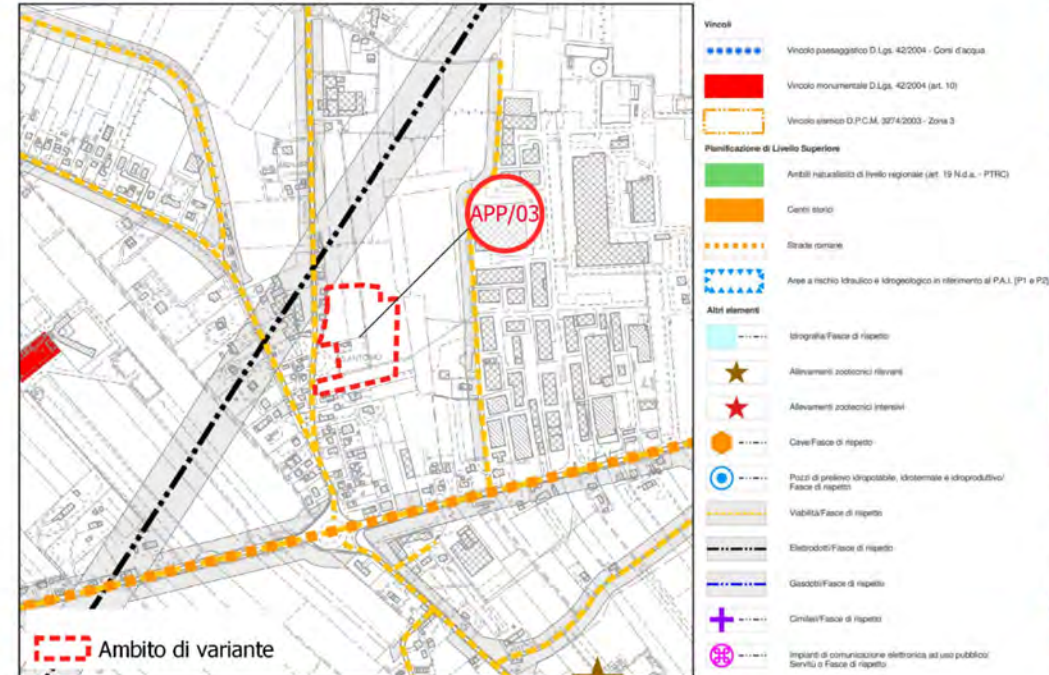 APP/03
S.ANTONIO
Ambito di variante
Vincoli
Vincolo paesaggistico D.Lgs. 42/2004 - Corsi d'acqua
Vincolo monumentale D.Lgs. 42/2004 (art. 10)
Vincolo sismico O.P.C.M. 3274/2003 - Zona 3
Pianificazione di Livello Superiore
Ambiti naturalistici di livello regionale (art. 19 N.d.a. - PTRC)
Centri storici
Strade romane
Aree a rischio Idraulico e Idrogeologico in riferimento al P.A.I. [P1 e P2]
Altri elementi
Idrografia/Fasce di rispetto
Allevamenti zootecnici rilevanti
Allevamenti zootecnici intensivi
Cave/Fasce di rispetto
Pozzi di prelievo idropotabile, idrotermale e idroproduttivo/
Fasce di rispetto
Viabilità/Fasce di rispetto
Elettrodotti/Fasce di rispetto
Gasdotti/Fasce di rispetto
Cimiteri/Fasce di rispetto
Impianti di comunicazione elettronica ad uso pubblico:
Servitù o Fasce di rispetto